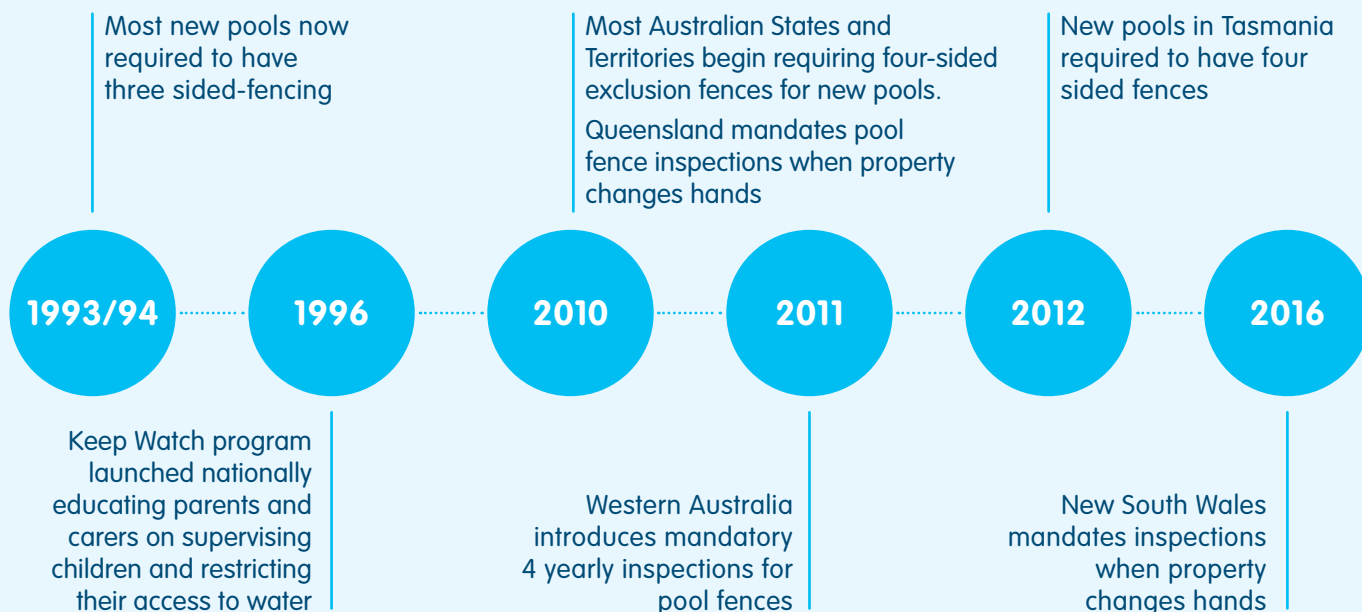 Most new pools now
required to have
three sided-fencing
Most Australian States and
Territories begin requiring four-sided
exclusion fences for new pools.
Queensland mandates pool
fence inspections when property
changes hands
New pools in Tasmania
required to have four
sided fences
1993/94
1996
2010
2011
2012
2016
Keep Watch program
launched nationally
educating parents and
carers on supervising
children and restricting
their access to water
Western Australia
introduces mandatory
4 yearly inspections for
pool fences
New South Wales
mandates inspections
when property
changes hands